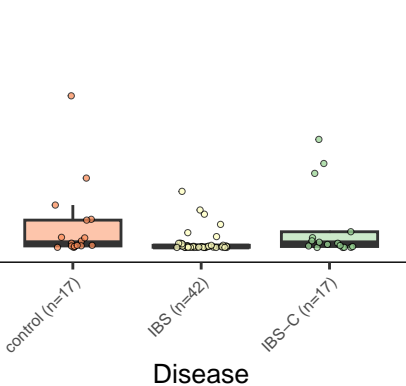 control (n=17)
IBS (n=42)
IBS−C (n=17)
Disease